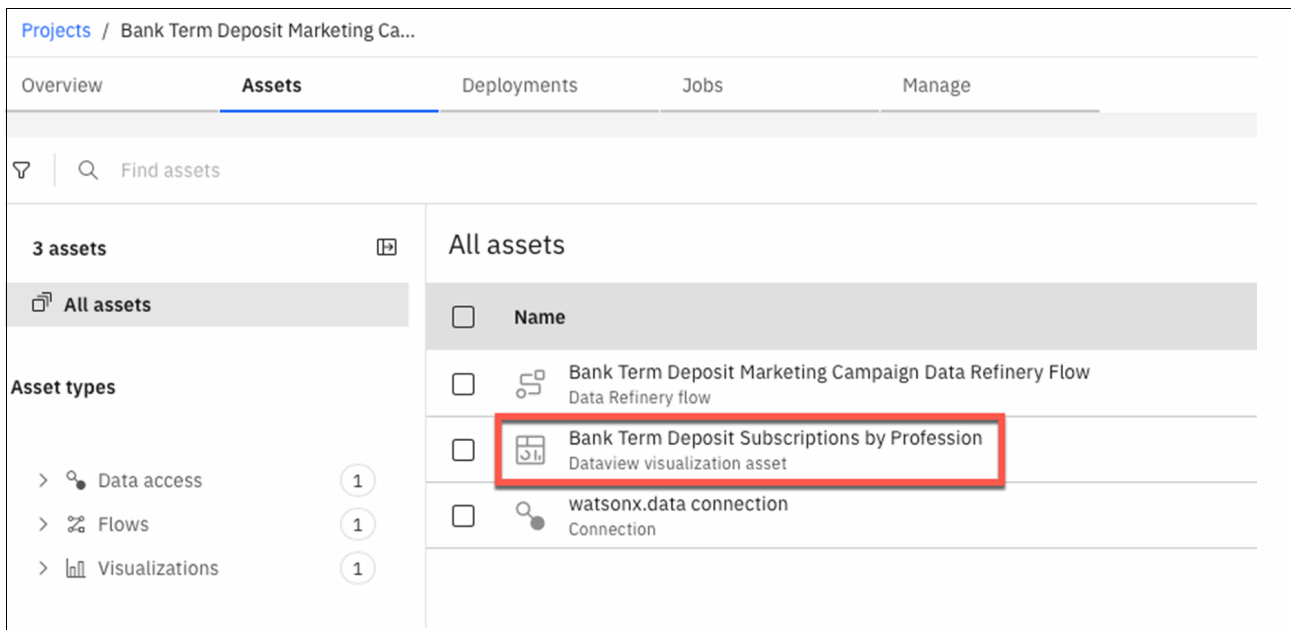 Projects / Bank Term Deposit Marketing Ca...
Overview Assets Deployments Jobs Manage
Find assets
3 assets
All assets
Asset types
Data access 1
Flows 1
Visualizations 1
All assets
Name
Bank Term Deposit Marketing Campaign Data Refinery Flow
Data Refinery flow
Bank Term Deposit Subscriptions by Profession
Dataview visualization asset
watsonx.data connection
Connection